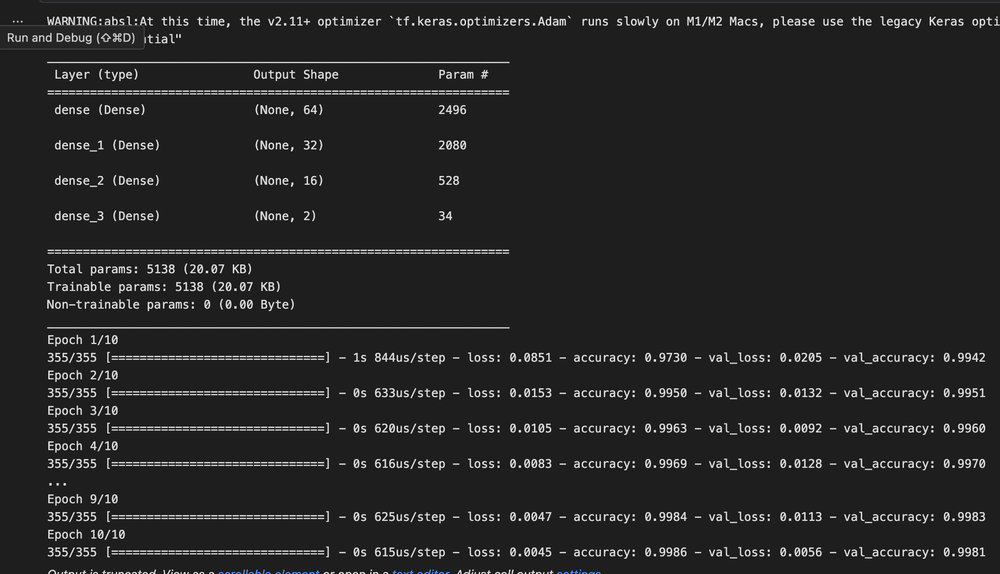 ... WARNING:absl:At this time, the v2.11+ optimizer `tf.keras.optimizers.Adam` runs slowly on M1/M2 Macs, please use the legacy Keras opti
Run and Debug (⇧⌘D) ntial"
Layer (type) Output Shape Param #
=================================================================
dense (Dense) (None, 64) 2496
dense_1 (Dense) (None, 32) 2080
dense_2 (Dense) (None, 16) 528
dense_3 (Dense) (None, 2) 34
=================================================================
Total params: 5138 (20.07 KB)
Trainable params: 5138 (20.07 KB)
Non-trainable params: 0 (0.00 Byte)
_________________________________________________________________
Epoch 1/10
355/355 [==============================] - 1s 844us/step - loss: 0.0851 - accuracy: 0.9730 - val_loss: 0.0205 - val_accuracy: 0.9942
Epoch 2/10
355/355 [==============================] - 0s 633us/step - loss: 0.0153 - accuracy: 0.9950 - val_loss: 0.0132 - val_accuracy: 0.9951
Epoch 3/10
355/355 [==============================] - 0s 620us/step - loss: 0.0105 - accuracy: 0.9963 - val_loss: 0.0092 - val_accuracy: 0.9960
Epoch 4/10
355/355 [==============================] - 0s 616us/step - loss: 0.0083 - accuracy: 0.9969 - val_loss: 0.0128 - val_accuracy: 0.9970
...
Epoch 9/10
355/355 [==============================] - 0s 625us/step - loss: 0.0047 - accuracy: 0.9984 - val_loss: 0.0113 - val_accuracy: 0.9983
Epoch 10/10
355/355 [==============================] - 0s 615us/step - loss: 0.0045 - accuracy: 0.9986 - val_loss: 0.0056 - val_accuracy: 0.9981
Output is truncated. View as a scrollable element or open in a text editor. Adjust cell output settings...